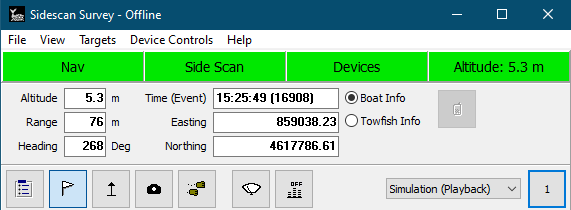 Sidescan Survey - Offline
File View Targets Device Controls Help
Nav Side Scan Devices Altitude: 5.3 m
Altitude 5.3 m Time (Event) 15:25:49 (16908) Boat Info
Range 76 m Easting 859038.23 Towfish Info
Heading 268 Deg Northing 4617786.61
OFF Simulation (Playback) 1